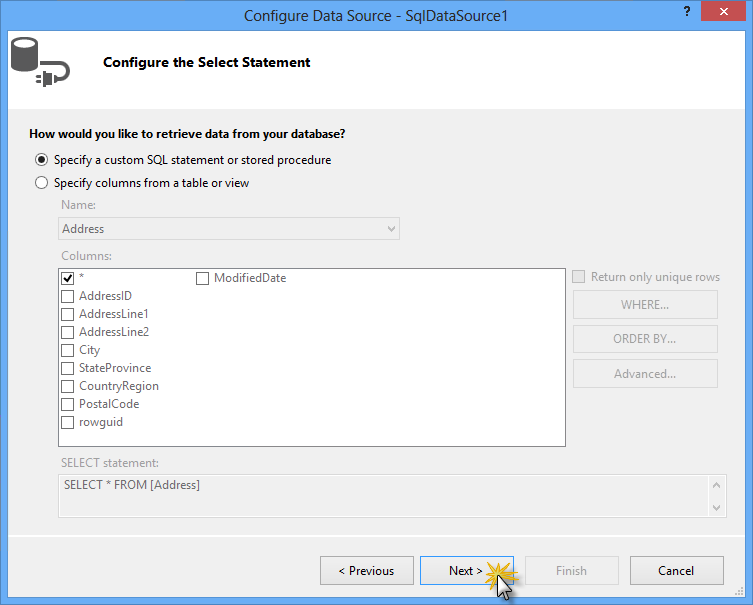 Configure Data Source - SqlDataSource1
?
Configure the Select Statement
How would you like to retrieve data from your database?
Specify a custom SQL statement or stored procedure
Specify columns from a table or view
Name:
Address
Columns:
* ModifiedDate
AddressID
AddressLine1
AddressLine2
City
StateProvince
CountryRegion
PostalCode
rowguid
Return only unique rows
WHERE...
ORDER BY...
Advanced...
SELECT statement:
SELECT * FROM [Address]
< Previous Next > Finish Cancel